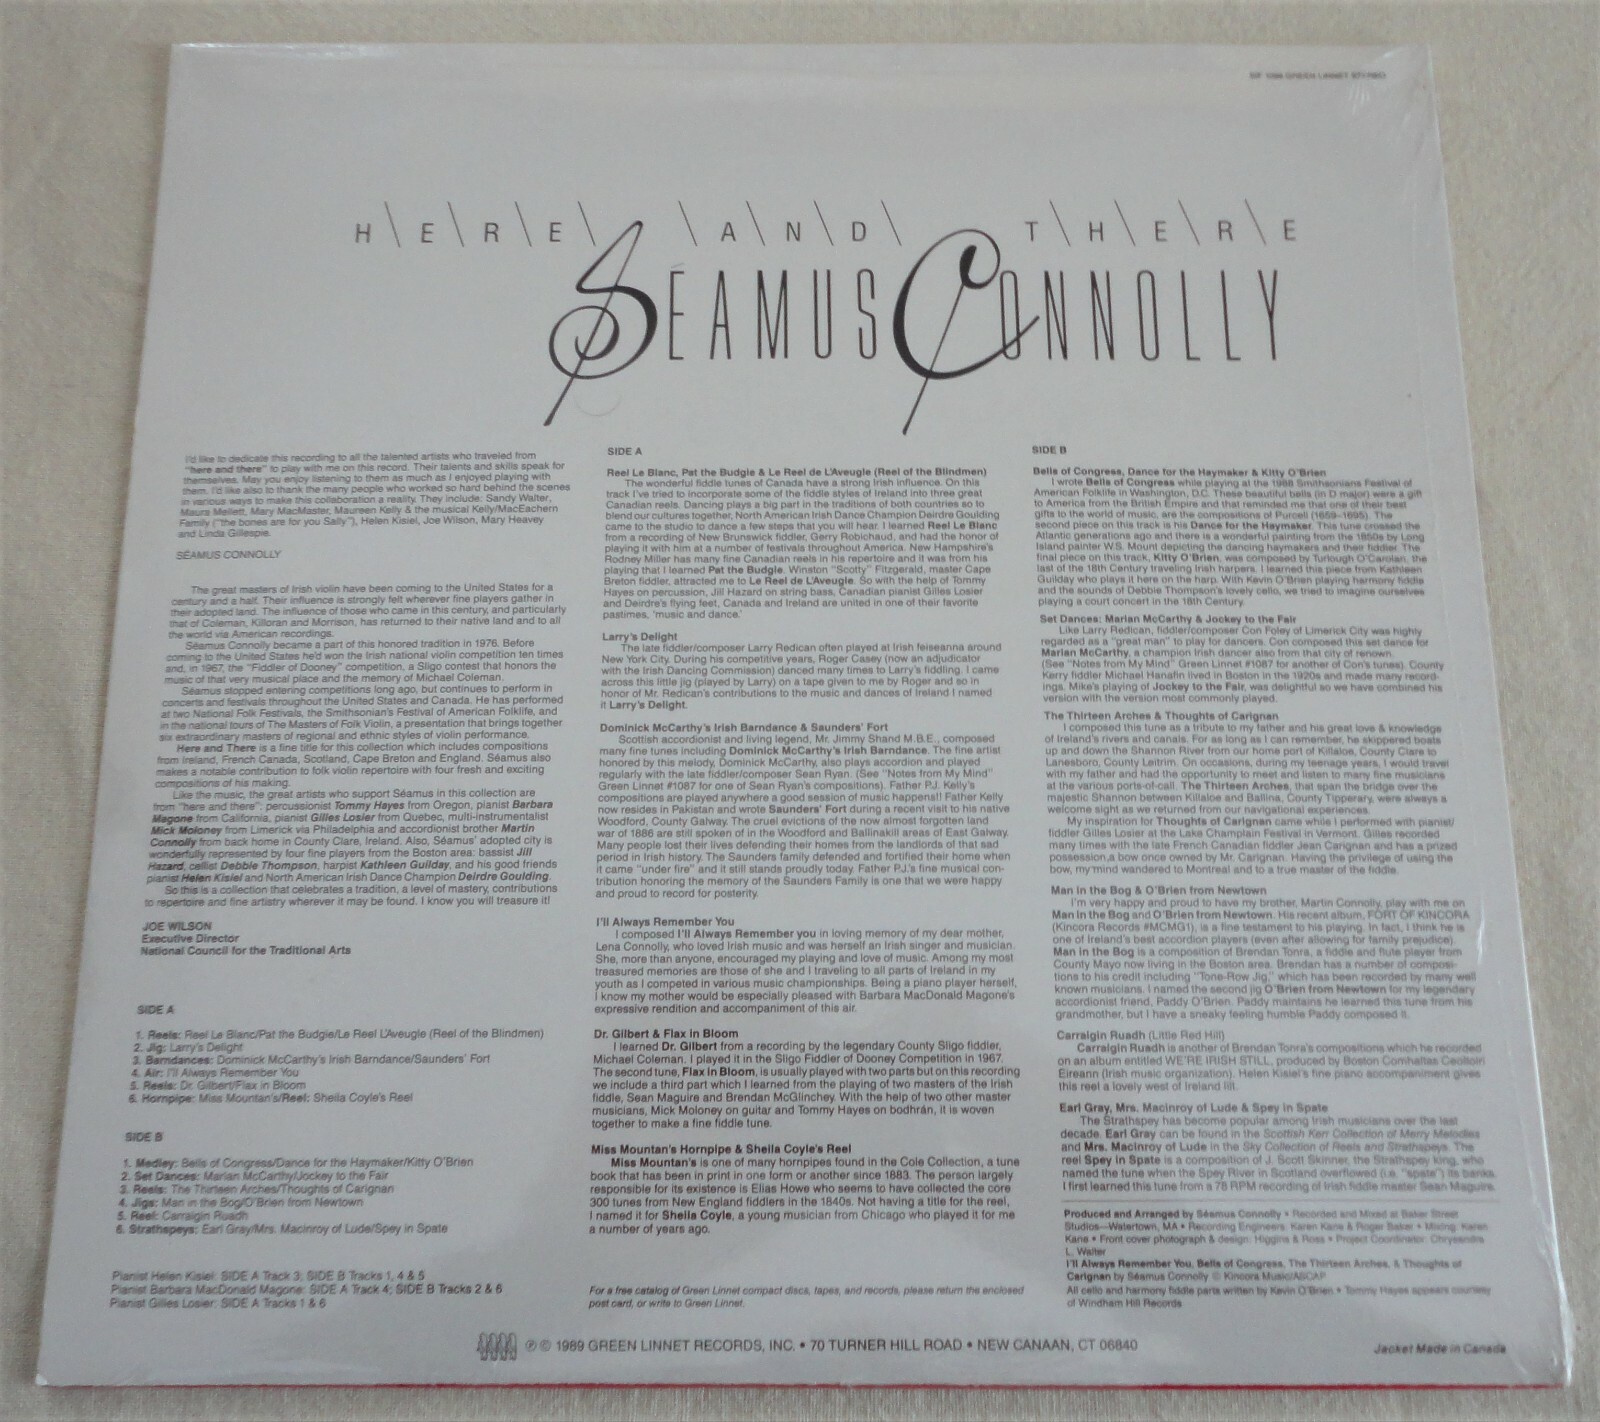 SIF 1098 GREEN LINNET STEREO
H\E\R\E\ \A\N\D\ T\H\E\R\E
SÉAMUS CONNOLLY
I'd like to dedicate this recording to all the talented artists who traveled from
"here and there" to play with me on this record. Their talents and skills speak for
themselves. May you enjoy listening to them as much as I enjoyed playing with
them. I'd like also to thank the many people who worked so hard behind the scenes
in various ways to make this collaboration a reality. They include: Sandy Walter,
Maura Mellett, Mary MacMaster, Maureen Kelly & the musical Kelly/MacEachern
Family ("the bones are for you Sally"), Helen Kisiel, Joe Wilson, Mary Heavey
and Linda Gillespie.
SÉAMUS CONNOLLY
The great masters of Irish violin have been coming to the United States for a
century and a half. Their influence is strongly felt wherever fine players gather in
their adopted land. The influence of those who came in this century, and particularly
that of Coleman, Killoran and Morrison, has returned to their native land and to all
the world via American recordings.
Séamus Connolly became a part of this honored tradition in 1976. Before
coming to the United States he'd won the Irish national violin competition ten times
and, in 1967, the "Fiddler of Dooney" competition, a Sligo contest that honors the
music of that very musical place and the memory of Michael Coleman.
Séamus stopped entering competitions long ago, but continues to perform in
concerts and festivals throughout the United States and Canada. He has performed
at two National Folk Festivals, the Smithsonian's Festival of American Folklife, and
in the national tours of The Masters of Folk Violin, a presentation that brings together
six extraordinary masters of regional and ethnic styles of violin performance.
Here and There is a fine title for this collection which includes compositions
from Ireland, French Canada, Scotland, Cape Breton and England. Séamus also
makes a notable contribution to folk violin repertoire with four fresh and exciting
compositions of his making.
Like the music, the great artists who support Séamus in this collection are
from "here and there": percussionist Tommy Hayes from Oregon, pianist Barbara
Magone from California, pianist Gilles Losier from Quebec, multi-instrumentalist
Mick Moloney from Limerick via Philadelphia and accordionist brother Martin
Connolly from back home in County Clare, Ireland. Also, Séamus' adopted city is
wonderfully represented by four fine players from the Boston area: bassist Jill
Hazard, cellist Debbie Thompson, harpist Kathleen Guilday, and his good friends
pianist Helen Kisiel and North American Irish Dance Champion Deirdre Goulding.
So this is a collection that celebrates a tradition, a level of mastery, contributions
to repertoire and fine artistry wherever it may be found. I know you will treasure it!
JOE WILSON
Executive Director
National Council for the Traditional Arts
SIDE A
1. Reels: Reel Le Blanc/Pat the Budgie/Le Reel L'Aveugle (Reel of the Blindmen)
2. Jig: Larry's Delight
3. Barndances: Dominick McCarthy's Irish Barndance/Saunders' Fort
4. Air: I'll Always Remember You
5. Reels: Dr. Gilbert/Flax in Bloom
6. Hornpipe: Miss Mountan's/Reel: Sheila Coyle's Reel
SIDE B
1. Medley: Bells of Congress/Dance for the Haymaker/Kitty O'Brien
2. Set Dances: Marian McCarthy/Jockey to the Fair
3. Reels: The Thirteen Arches/Thoughts of Carignan
4. Jigs: Man in the Bog/O'Brien from Newtown
5. Reel: Carraigin Ruadh
6. Strathspeys: Earl Gray/Mrs. Macinroy of Lude/Spey in Spate
Pianist Helen Kisiel: SIDE A Track 3; SIDE B Tracks 1, 4 & 5
Pianist Barbara MacDonald Magone: SIDE A Track 4; SIDE B Tracks 2 & 6
Pianist Gilles Losier: SIDE A Tracks 1 & 6
SIDE A
Reel Le Blanc, Pat the Budgie & Le Reel de L'Aveugle (Reel of the Blindmen)
The wonderful fiddle tunes of Canada have a strong Irish influence. On this
track I've tried to incorporate some of the fiddle styles of Ireland into three great
Canadian reels. Dancing plays a big part in the traditions of both countries so to
blend our cultures together, North American Irish Dance Champion Deirdre Goulding
came to the studio to dance a few steps that you will hear. I learned Reel Le Blanc
from a recording of New Brunswick fiddler, Gerry Robichaud, and had the honor of
playing it with him at a number of festivals throughout America. New Hampshire's
Rodney Miller has many fine Canadian reels in his repertoire and it was from his
playing that I learned Pat the Budgie. Winston "Scotty" Fitzgerald, master Cape
Breton fiddler, attracted me to Le Reel de L'Aveugle. So with the help of Tommy
Hayes on percussion, Jill Hazard on string bass, Canadian pianist Gilles Losier
and Deirdre's flying feet, Canada and Ireland are united in one of their favorite
pastimes, 'music and dance.'
Larry's Delight
The late fiddler/composer Larry Redican often played at Irish feiseanna around
New York City. During his competitive years, Roger Casey (now an adjudicator
with the Irish Dancing Commission) danced many times to Larry's fiddling. I came
across this little jig (played by Larry) on a tape given to me by Roger and so in
honor of Mr. Redican's contributions to the music and dances of Ireland I named
it Larry's Delight.
Dominick McCarthy's Irish Barndance & Saunders' Fort
Scottish accordionist and living legend, Mr. Jimmy Shand M.B.E., composed
many fine tunes including Dominick McCarthy's Irish Barndance. The fine artist
honored by this melody, Dominick McCarthy, also plays accordion and played
regularly with the late fiddler/composer Sean Ryan. (See "Notes from My Mind"
Green Linnet #1087 for one of Sean Ryan's compositions). Father P.J. Kelly's
compositions are played anywhere a good session of music happens!! Father Kelly
now resides in Pakistan and wrote Saunders' Fort during a recent visit to his native
Woodford, County Galway. The cruel evictions of the now almost forgotten land
war of 1886 are still spoken of in the Woodford and Ballinakill areas of East Galway.
Many people lost their lives defending their homes from the landlords of that sad
period in Irish history. The Saunders family defended and fortified their home when
it came "under fire" and it still stands proudly today. Father P.J.'s fine musical con-
tribution honoring the memory of the Saunders Family is one that we were happy
and proud to record for posterity.
I'll Always Remember You
I composed I'll Always Remember you in loving memory of my dear mother,
Lena Connolly, who loved Irish music and was herself an Irish singer and musician.
She, more than anyone, encouraged my playing and love of music. Among my most
treasured memories are those of she and I traveling to all parts of Ireland in my
youth as I competed in various music championships. Being a piano player herself,
I know my mother would be especially pleased with Barbara MacDonald Magone's
expressive rendition and accompaniment of this air.
Dr. Gilbert & Flax in Bloom
I learned Dr. Gilbert from a recording by the legendary County Sligo fiddler,
Michael Coleman. I played it in the Sligo Fiddler of Dooney Competition in 1967.
The second tune, Flax in Bloom, is usually played with two parts but on this recording
we include a third part which I learned from the playing of two masters of the Irish
fiddle, Sean Maguire and Brendan McGlinchey. With the help of two other master
musicians, Mick Moloney on guitar and Tommy Hayes on bodhrán, it is woven
together to make a fine fiddle tune.
Miss Mountan's Hornpipe & Sheila Coyle's Reel
Miss Mountan's is one of many hornpipes found in the Cole Collection, a tune
book that has been in print in one form or another since 1883. The person largely
responsible for its existence is Elias Howe who seems to have collected the core
300 tunes from New England fiddlers in the 1840s. Not having a title for the reel,
I named it for Sheila Coyle, a young musician from Chicago who played it for me
a number of years ago.
For a free catalog of Green Linnet compact discs, tapes, and records, please return the enclosed
post card, or write to Green Linnet.
SIDE B
Bells of Congress, Dance for the Haymaker & Kitty O'Brien
I wrote Bells of Congress while playing at the 1988 Smithsonians Festival of
American Folklife in Washington, D.C. These beautiful bells (in D major) were a gift
to America from the British Empire and that reminded me that one of their best
gifts to the world of music, are the compositions of Purcell (1659–1695). The
second piece on this track is his Dance for the Haymaker. This tune crossed the
Atlantic generations ago and there is a wonderful painting from the 1850s by Long
Island painter W.S. Mount depicting the dancing haymakers and their fiddler. The
final piece on this track, Kitty O'Brien, was composed by Turlough O'Carolan, the
last of the 18th Century traveling Irish harpers. I learned this piece from Kathleen
Guilday who plays it here on the harp. With Kevin O'Brien playing harmony fiddle
and the sounds of Debbie Thompson's lovely cello, we tried to imagine ourselves
playing a court concert in the 18th Century.
Set Dances: Marian McCarthy & Jockey to the Fair
Like Larry Redican, fiddler/composer Con Foley of Limerick City was highly
regarded as a "great man" to play for dancers. Con composed this set dance for
Marian McCarthy, a champion Irish dancer also from that city of renown.
(See "Notes from My Mind" Green Linnet #1087 for another of Con's tunes). County
Kerry fiddler Michael Hanafin lived in Boston in the 1920s and made many record-
ings. Mike's playing of Jockey to the Fair, was delightful so we have combined his
version with the version most commonly played.
The Thirteen Arches & Thoughts of Carignan
I composed this tune as a tribute to my father and his great love & knowledge
of Ireland's rivers and canals. For as long as I can remember, he skippered boats
up and down the Shannon River from our home port of Killaloe, County Clare to
Lanesboro, County Leitrim. On occasions, during my teenage years, I would travel
with my father and had the opportunity to meet and listen to many fine musicians
at the various ports-of-call. The Thirteen Arches, that span the bridge over the
majestic Shannon between Killaloe and Ballina, County Tipperary, were always a
welcome sight as we returned from our navigational experiences.
My inspiration for Thoughts of Carignan came while I performed with pianist/
fiddler Gilles Losier at the Lake Champlain Festival in Vermont. Gilles recorded
many times with the late French Canadian fiddler Jean Carignan and has a prized
possession,a bow once owned by Mr. Carignan. Having the privilege of using the
bow, my mind wandered to Montreal and to a true master of the fiddle.
Man in the Bog & O'Brien from Newtown
I'm very happy and proud to have my brother, Martin Connolly, play with me on
Man in the Bog and O'Brien from Newtown. His recent album, FORT OF KINCORA
(Kincora Records #MCMG1), is a fine testament to his playing. In fact, I think he is
one of Ireland's best accordion players (even after allowing for family prejudice).
Man in the Bog is a composition of Brendan Tonra, a fiddle and flute player from
County Mayo now living in the Boston area. Brendan has a number of composi-
tions to his credit including "Tone-Row Jig," which has been recorded by many well
known musicians. I named the second jig O'Brien from Newtown for my legendary
accordionist friend, Paddy O'Brien. Paddy maintains he learned this tune from his
grandmother, but I have a sneaky feeling humble Paddy composed it.
Carraigin Ruadh (Little Red Hill)
Carraigin Ruadh is another of Brendan Tonra's compositions which he recorded
on an album entitled WE'RE IRISH STILL, produced by Boston Comhaltas Ceoltoiri
Eireann (Irish music organization). Helen Kisiel's fine piano accompaniment gives
this reel a lovely west of Ireland lilt.
Earl Gray, Mrs. Macinroy of Lude & Spey in Spate
The Strathspey has become popular among Irish musicians over the last
decade. Earl Gray can be found in the Scottish Kerr Collection of Merry Melodies
and Mrs. Macinroy of Lude in the Sky Collection of Reels and Strathspeys. The
reel Spey in Spate is a composition of J. Scott Skinner, the Strathspey king, who
named the tune when the Spey River in Scotland overflowed (i.e. "spate") its banks.
I first learned this tune from a 78 RPM recording of Irish fiddle master Sean Maguire.
Produced and Arranged by Séamus Connolly • Recorded and Mixed at Baker Street
Studios—Watertown, MA • Recording Engineers: Karen Kane & Roger Baker • Mixing: Karen
Kane • Front cover photograph & design: Higgins & Ross • Project Coordinator: Chrysandra
L. Walter
I'll Always Remember You, Bells of Congress, The Thirteen Arches, & Thoughts of
Carignan by Séamus Connolly © Kincora Music/ASCAP
All cello and harmony fiddle parts written by Kevin O'Brien • Tommy Hayes appears courtesy
of Windham Hill Records
℗ © 1989 GREEN LINNET RECORDS, INC. • 70 TURNER HILL ROAD • NEW CANAAN, CT 06840
Jacket Made in Canada